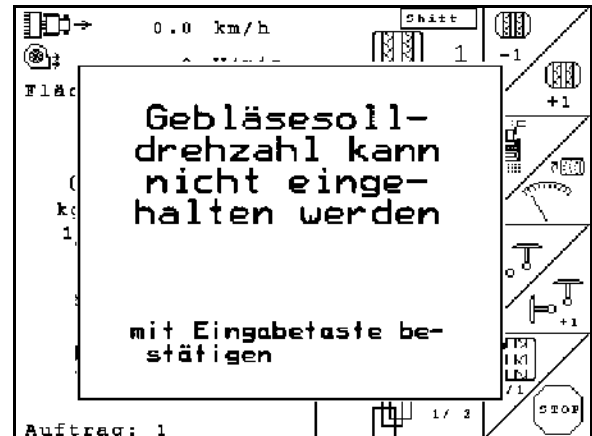 0.0 km/h
Shift
1
-1
+1
Gebläsesoll-
drehzahl kann
nicht einge-
halten werden
mit Eingabetaste be-
stätigen
+1
/1
1/ 2
STOP
Auftrag: 1